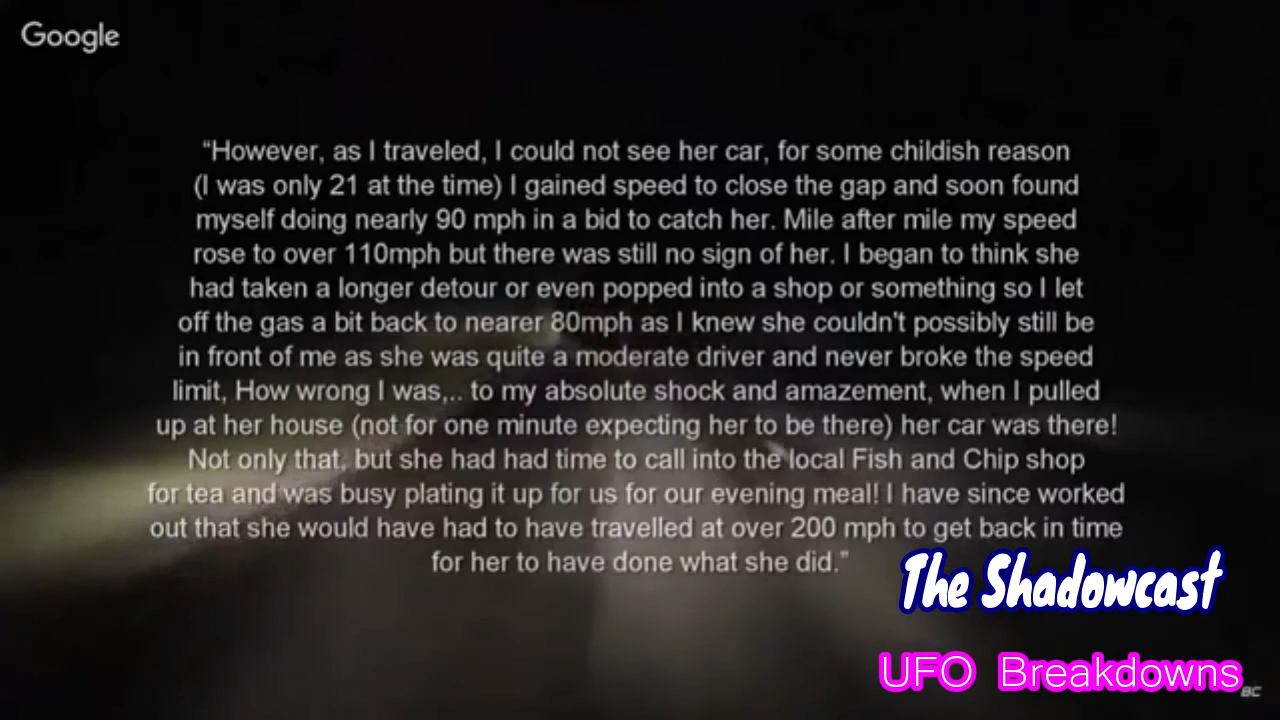 Google
“However, as I traveled, I could not see her car, for some childish reason
(I was only 21 at the time) I gained speed to close the gap and soon found
myself doing nearly 90 mph in a bid to catch her. Mile after mile my speed
rose to over 110mph but there was still no sign of her. I began to think she
had taken a longer detour or even popped into a shop or something so I let
off the gas a bit back to nearer 80mph as I knew she couldn't possibly still be
in front of me as she was quite a moderate driver and never broke the speed
limit, How wrong I was,.. to my absolute shock and amazement, when I pulled
up at her house (not for one minute expecting her to be there) her car was there!
Not only that, but she had had time to call into the local Fish and Chip shop
for tea and was busy plating it up for us for our evening meal! I have since worked
out that she would have had to have travelled at over 200 mph to get back in time
for her to have done what she did.”
The Shadowcast
UFO Breakdowns
BC